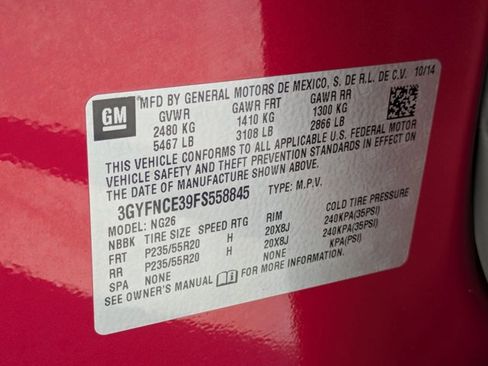 GM
MFD BY GENERAL MOTORS DE MEXICO, S. DE R.L. DE C.V. 10/14
GVWR GAWR FRT GAWR RR
2480 KG 1410 KG 1300 KG
5467 LB 3108 LB 2866 LB
THIS VEHICLE CONFORMS TO ALL APPLICABLE U.S. FEDERAL MOTOR
VEHICLE SAFETY AND THEFT PREVENTION STANDARDS IN EFFECT ON
THE DATE OF MANUFACTURE SHOWN ABOVE.
3GYFNCE39FS558845 TYPE: M.P.V.
MODEL: NG26
NBBK TIRE SIZE SPEED RTG RIM COLD TIRE PRESSURE
FRT P235/55R20 H 20X8J 240KPA(35PSI)
RR P235/55R20 H 20X8J 240KPA(35PSI)
SPA NONE NONE KPA(PSI)
SEE OWNER'S MANUAL FOR MORE INFORMATION.